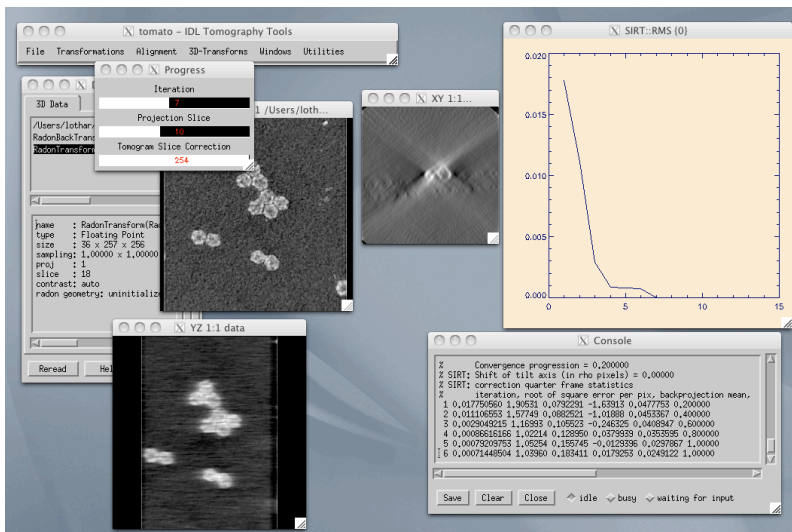 tomato - IDL Tomography Tools
File Transformations Alignment 3D-Transforms Windows Utilities
Progress
Iteration
7
Projection Slice
10
Tomogram Slice Correction
254
3D Data
/Users/lothar/
RadonBackTrans
RadonTransform
name : RadonTransform(Ra
type : Floating Point
size : 36 x 257 x 256
sampling: 1.00000 x 1.00000
proj : 1
slice : 18
contrast: auto
radon geometry: uninitialize
Reread Hel
1 /Users/loth...
XY 1:1...
YZ 1:1 data
SIRT::RMS {0}
0.020
0.015
0.010
0.005
0.000
0 5 10 15
Console
% Convergence progression = 0.200000
% SIRT: Shift of tilt axis (in rho pixels) = 0.00000
% SIRT: correction quarter frame statistics
% iteration, root of square error per pix, backprojection mean,
1 0.017750560 1.90531 0.0792291 -1.63913 0.0477753 0.200000
2 0.011106553 1.57749 0.0882521 -1.01888 0.0453367 0.400000
3 0.0029049215 1.16993 0.105523 -0.246325 0.0408947 0.600000
4 0.00086616166 1.02214 0.128950 0.0379939 0.0353595 0.800000
5 0.00079209753 1.05254 0.155745 -0.0129396 0.0297867 1.00000
6 0.00071448504 1.03960 0.183411 0.0179253 0.0249122 1.00000
Save Clear Close idle busy waiting for input